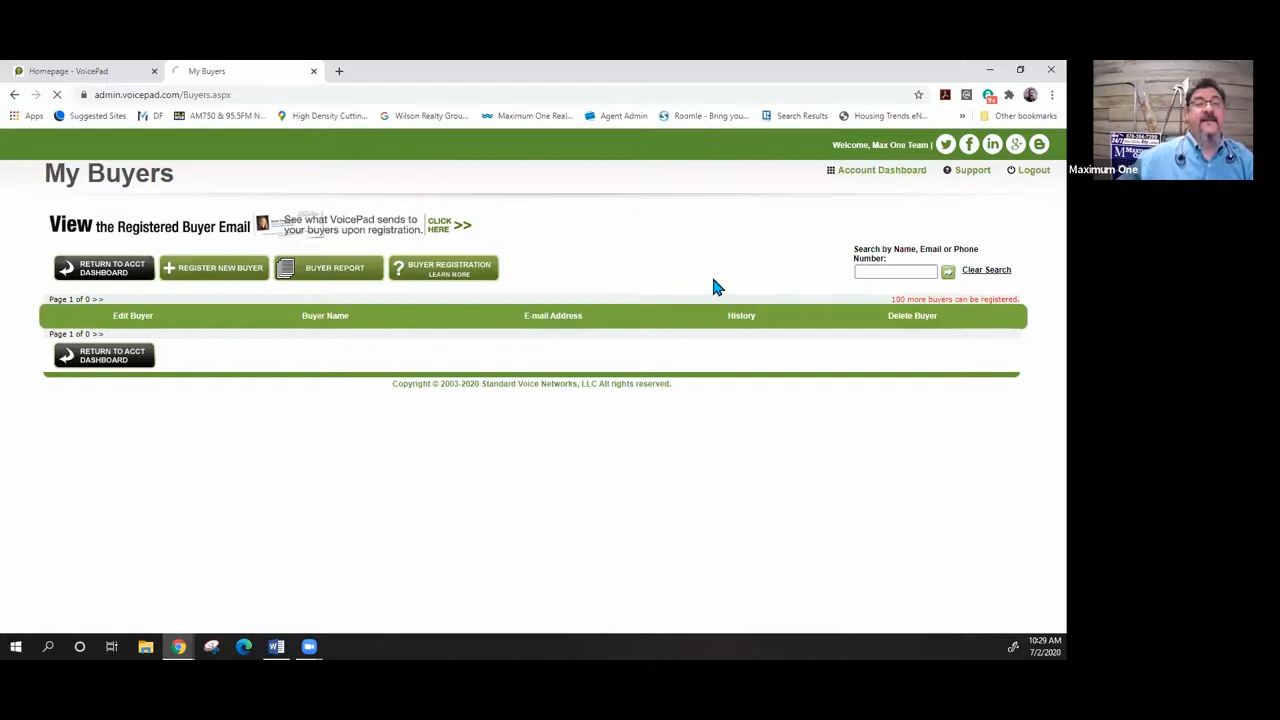 Homepage - VoicePad
My Buyers
admin.voicepad.com/Buyers.aspx
Apps
Suggested Sites
DF
AM750 & 95.5FM N...
High Density Cutting...
Wilson Realty Grou...
Maximum One Real...
Agent Admin
Roomle - Bring you...
Search Results
Housing Trends eN...
»
Other bookmarks
Welcome, Max One Team |
My Buyers
Account Dashboard
Support
Logout
View the Registered Buyer Email
See what VoicePad sends to
your buyers upon registration.
CLICK
HERE >>
RETURN TO ACCT
DASHBOARD
REGISTER NEW BUYER
BUYER REPORT
BUYER REGISTRATION
LEARN MORE
Search by Name, Email or Phone
Number:
Clear Search
Page 1 of 0 >>
100 more buyers can be registered.
Edit Buyer
Buyer Name
E-mail Address
History
Delete Buyer
Page 1 of 0 >>
RETURN TO ACCT
DASHBOARD
Copyright © 2003-2020 Standard Voice Networks, LLC All rights reserved.
10:29 AM
7/2/2020
Maximum One